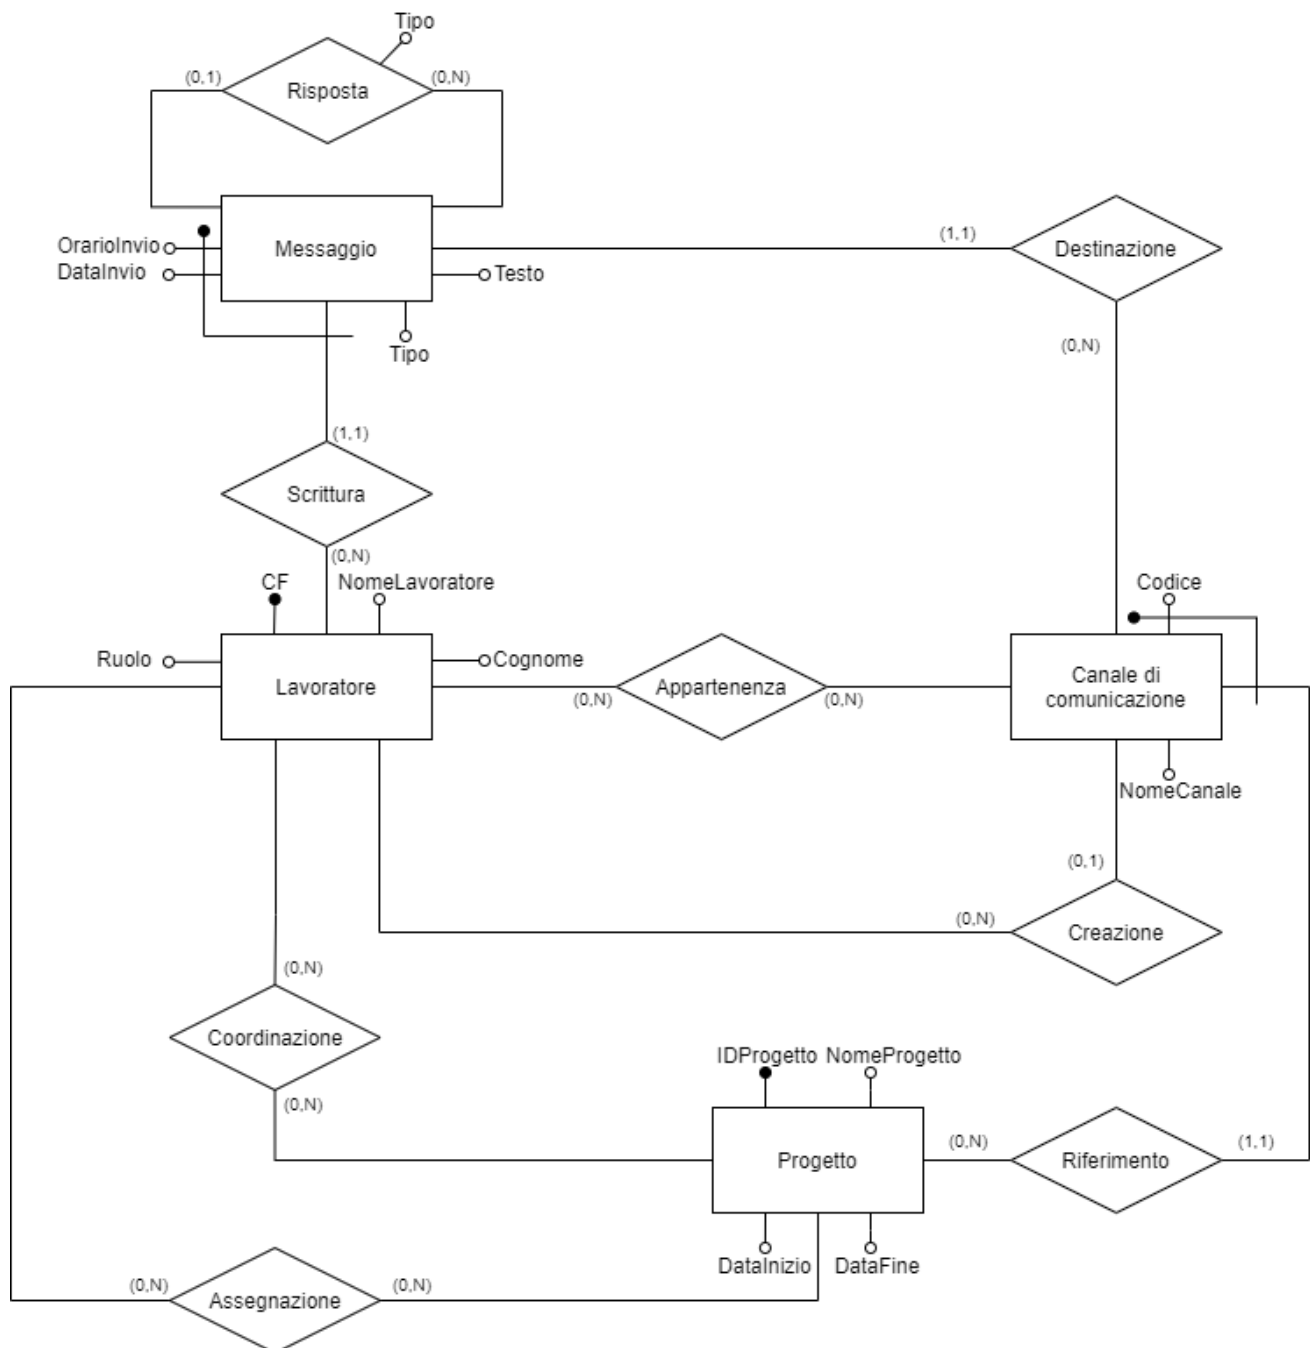 Tipo
(0,1)
(0,N)
Risposta
OrarioInvio
DataInvio
Messaggio
Testo
Tipo
(1,1)
Destinazione
(0,N)
(1,1)
Scrittura
(0,N)
CF
NomeLavoratore
Codice
Ruolo
Cognome
Lavoratore
(0,N)
Appartenenza
(0,N)
Canale di
comunicazione
NomeCanale
(0,1)
(0,N)
Creazione
(0,N)
Coordinazione
(0,N)
IDProgetto
NomeProgetto
Progetto
(0,N)
Riferimento
(1,1)
DataInizio
DataFine
(0,N)
Assegnazione
(0,N)